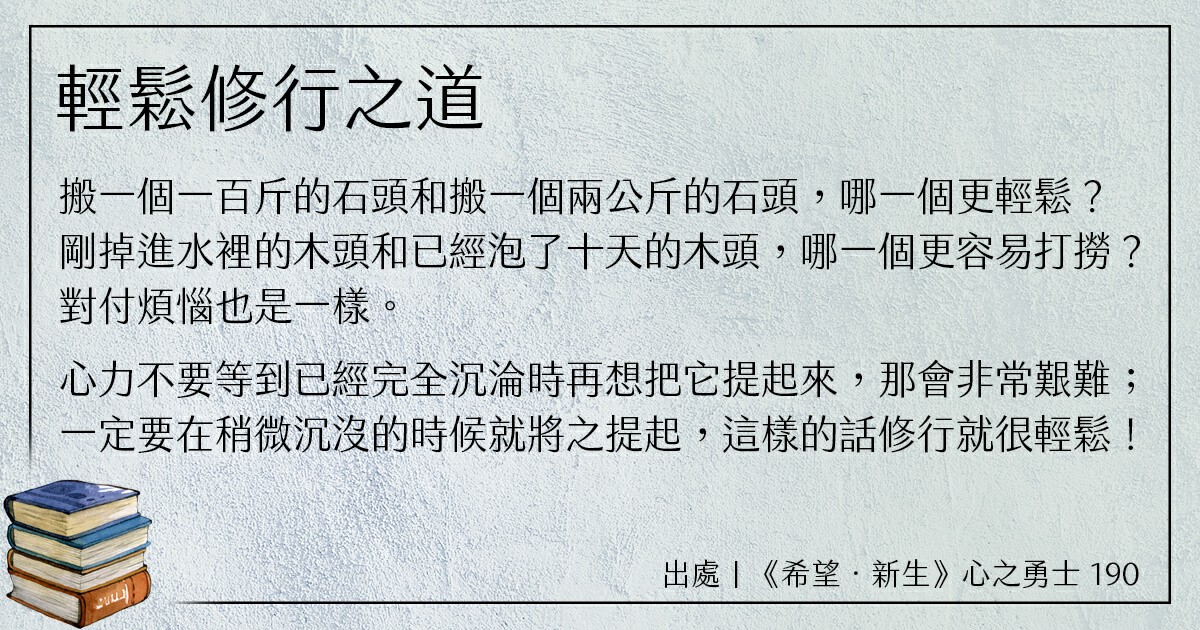 輕鬆修行之道
搬一個一百斤的石頭和搬一個兩公斤的石頭，哪一個更輕鬆？
剛掉進水裡的木頭和已經泡了十天的木頭，哪一個更容易打撈？
對付煩惱也是一樣。
心力不要等到已經完全沉淪時再想把它提起來，那會非常艱難；
一定要在稍微沉沒的時候就將之提起，這樣的話修行就很輕鬆！
出處｜《希望．新生》心之勇士 190